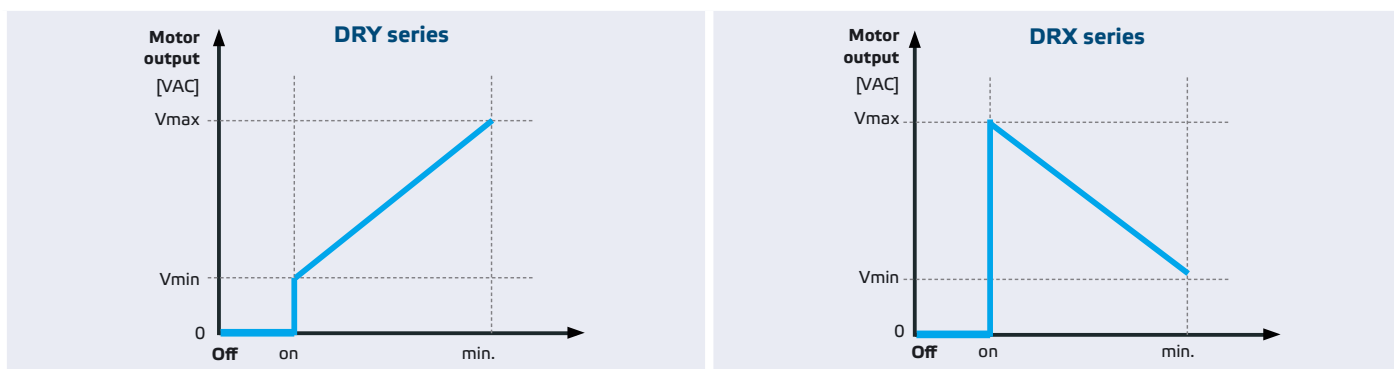 DRY series
Motor
output
[VAC]
Vmax
Vmin
0
Off on min.
DRX series
Motor
output
[VAC]
Vmax
Vmin
0
Off on min.